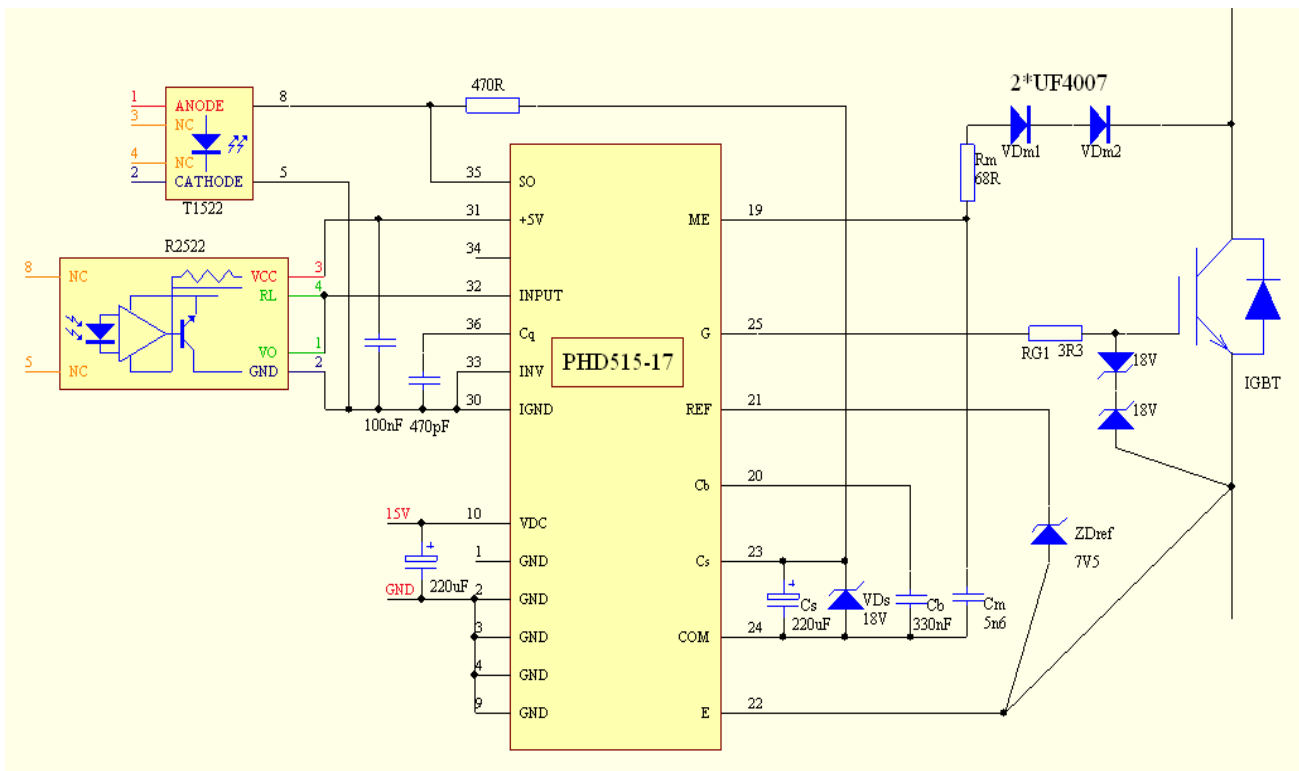 2*UF4007
470R
1 ANODE 8
3 NC
4 NC
2 CATHODE 5
T1522
VDm1 VDm2
Rm
68R
35 SO
31 +5V
ME 19
R2522
34
8 NC
VCC 3
RL 4
32 INPUT
36 Cq
G 25
RG1 3R3
18V
VO 1
5 NC
GND 2
33 INV
PHD515-17
IGBT
30 IGND
REF 21
18V
100nF 470pF
Cb 20
15V
10 VDC
ZDref
7V5
+
1 GND
Cs 23
220uF
GND
2 GND
+
Cs
220uF
VDs
18V
Cb
330nF
Cm
5n6
3 GND
COM 24
4 GND
9 GND
E 22